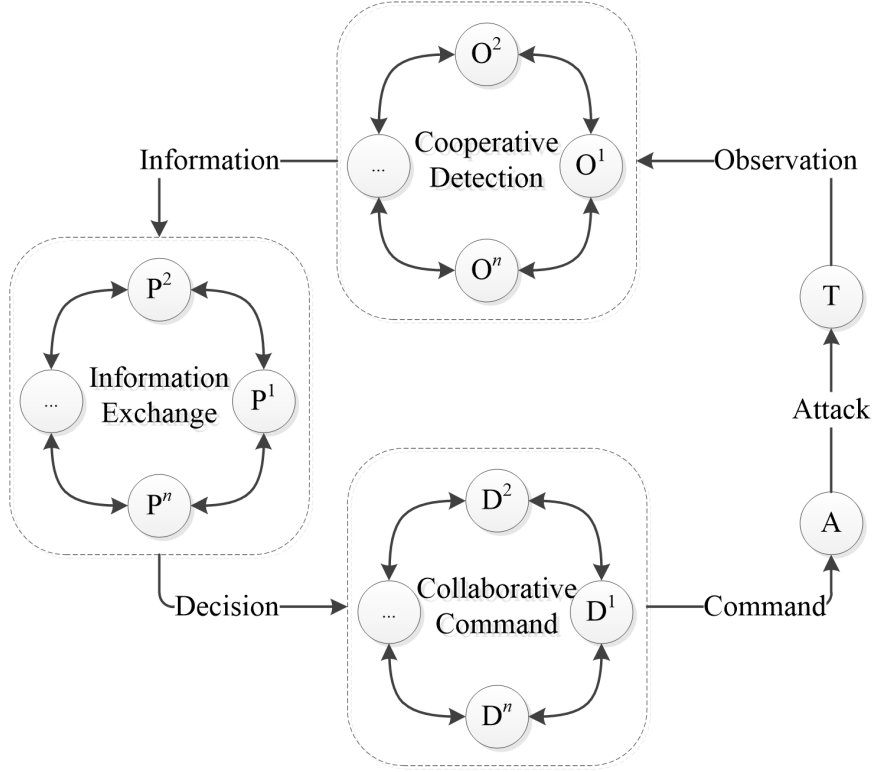 O²
Cooperative
Detection
...
O¹
Oⁿ
Information
Observation
P²
Information
Exchange
...
P¹
Pⁿ
T
Attack
A
D²
Collaborative
Command
...
D¹
Dⁿ
Decision
Command